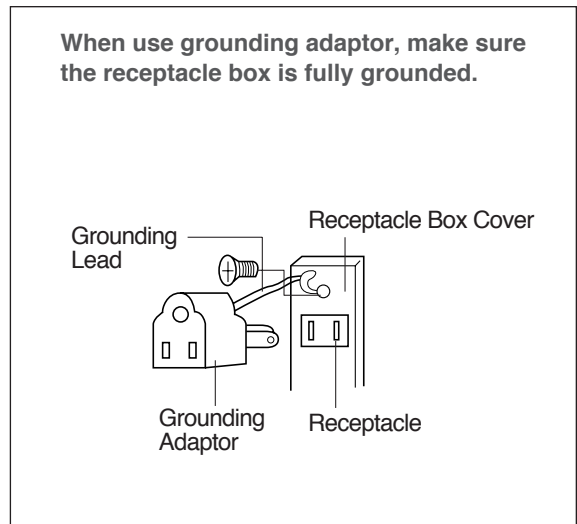 When use grounding adaptor, make sure
the receptacle box is fully grounded.
Receptacle Box Cover
Grounding
Lead
Grounding
Adaptor
Receptacle